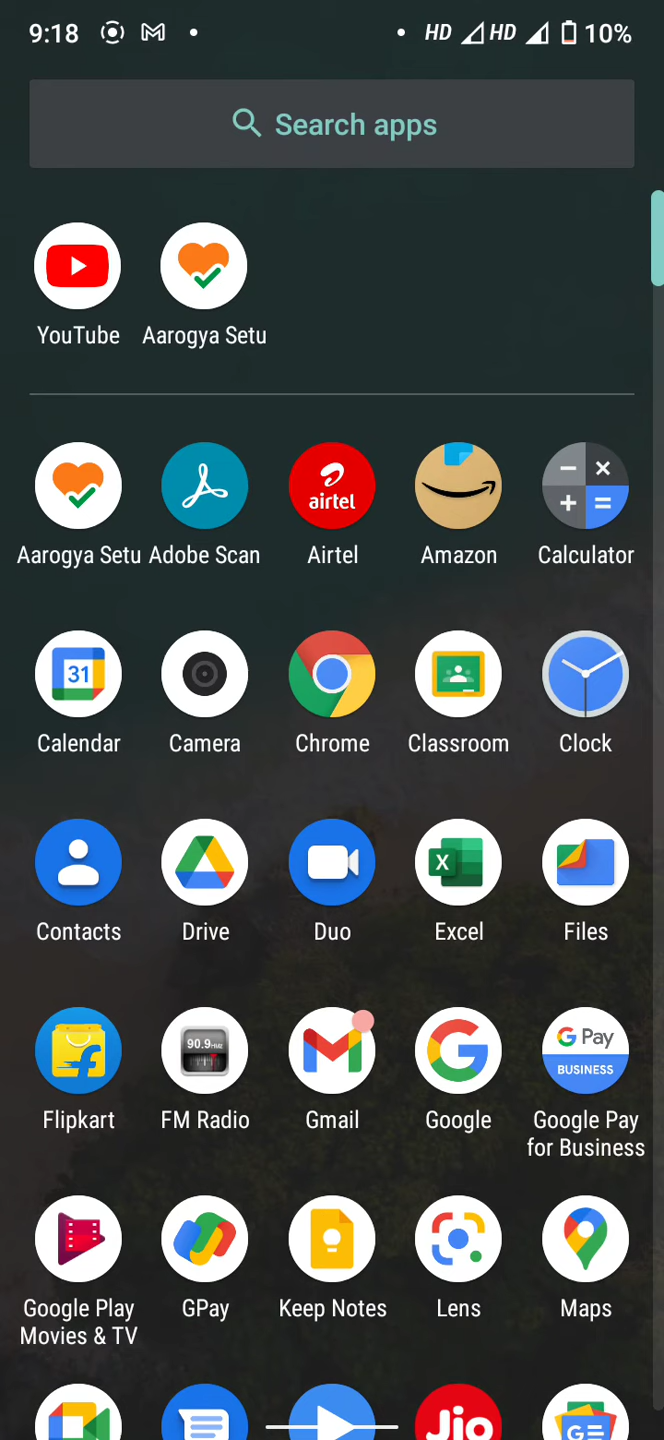 9:18 HD HD 10%
Search apps
YouTube Aarogya Setu
airtel
Aarogya Setu Adobe Scan Airtel Amazon Calculator
31
Calendar Camera Chrome Classroom Clock
X
Contacts Drive Duo Excel Files
90.9 G Pay
BUSINESS
Flipkart FM Radio Gmail Google Google Pay
for Business
Google Play GPay Keep Notes Lens Maps
Movies & TV
Jio GE